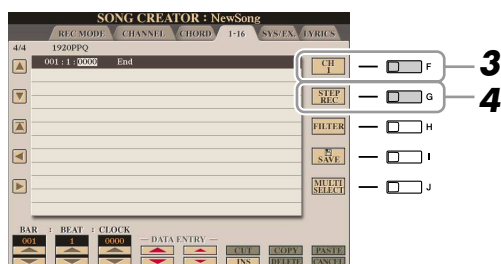 SONG CREATOR : NewSong
REC MODE CHANNEL CHORD 1-16 SYS/EX. LYRICS
4/4 1920PPQ
001 : 1 : 0000 End
CH 1 F 3
STEP REC G 4
FILTER H
SAVE I
MULTI SELECT J
BAR : BEAT : CLOCK
001 1 0000 DATA ENTRY
CUT COPY PASTE
INS DELETE CANCEL